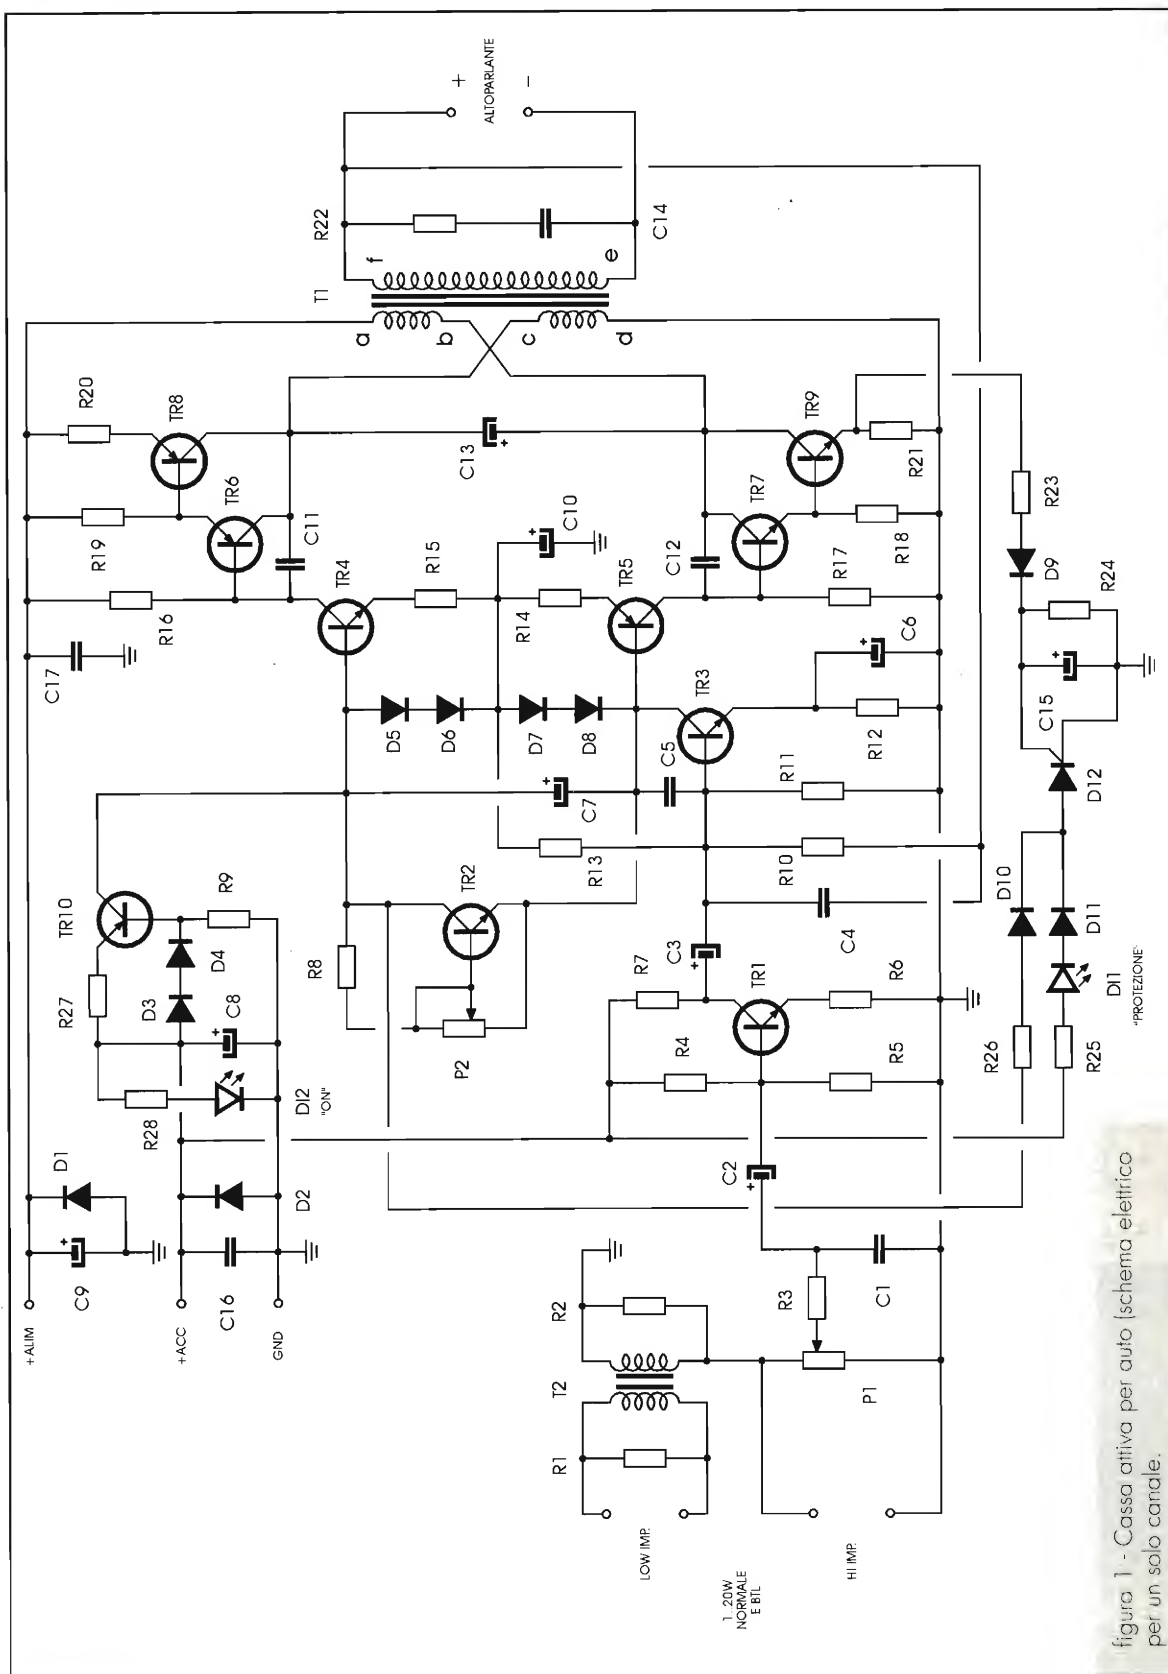 +ALIM
C9
D1
+ACC
C16
GND
D2
R28
DI2
"ON"
C8
D3
D4
R27
TR10
R9
C17
R16
R19
R20
TR8
TR6
C11
TR4
R15
C13
C10
R14
TR5
C12
TR7
TR9
R21
R18
R17
C6
T1
a
b
c
d
f
e
R22
C14
+
ALTOPARLANTE
-
D5
D6
D7
D8
TR3
C5
C7
R12
R11
R13
R10
R8
TR2
P2
C3
C4
R7
TR1
R6
R4
R5
C2
R3
C1
P1
R2
T2
R1
LOW IMP.
1..20W
NORMALE
E BTL
HI IMP.
R23
D9
R24
C15
D12
D10
D11
DI1
"PROTEZIONE"
R26
R25
figura 1 - Cassa attiva per auto (schema elettrico
per un solo canale.